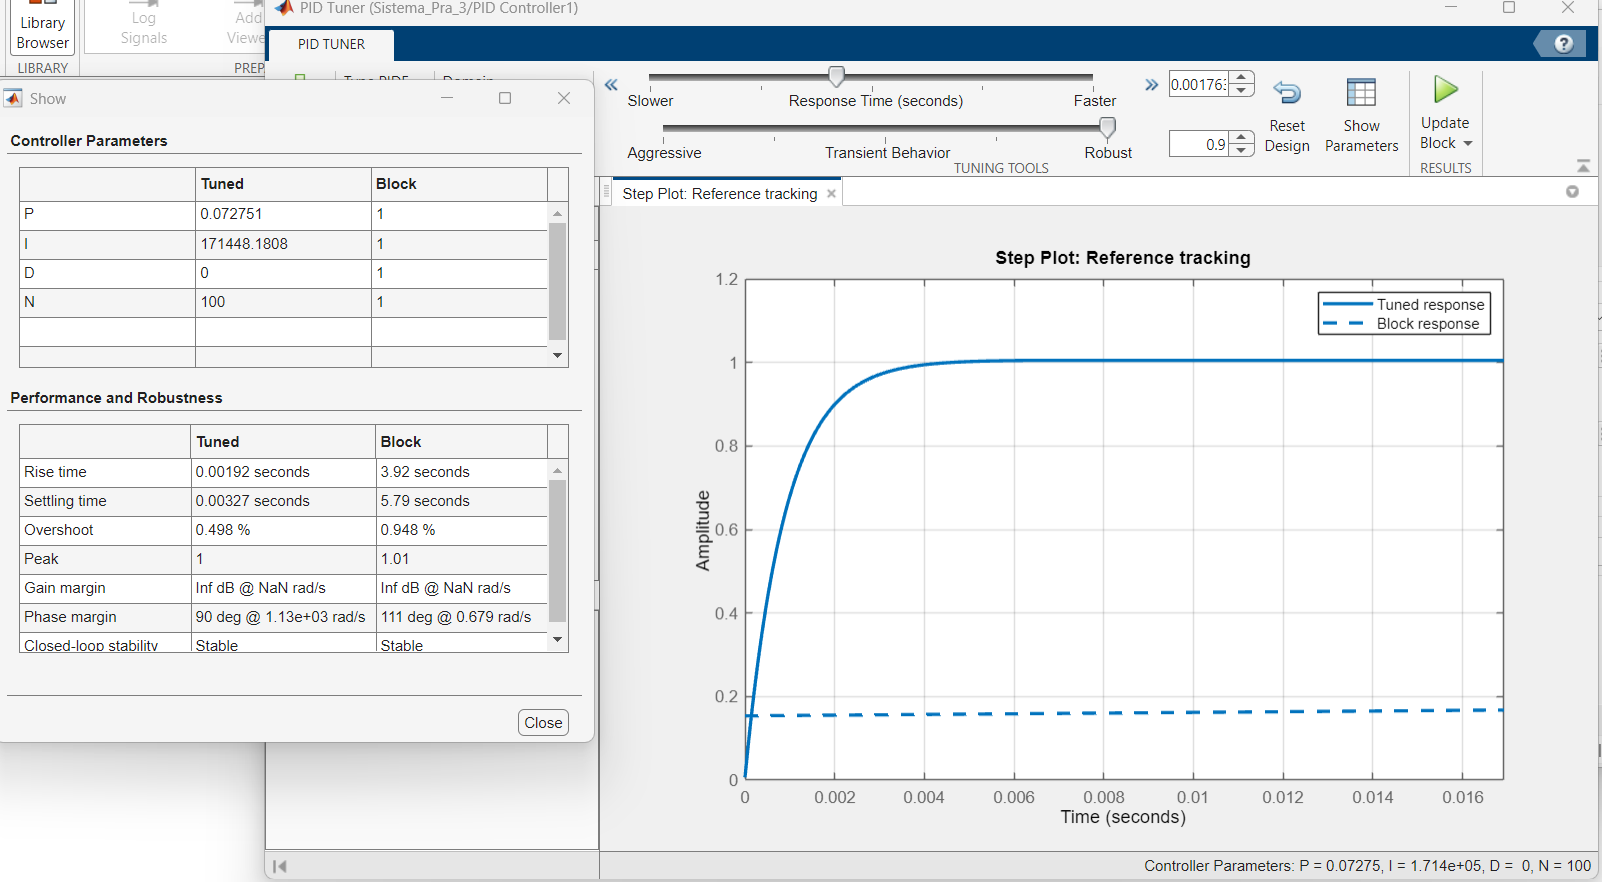 PID Tuner (Sistema_Pra_3/PID Controller1)
Library
Browser
Log
Signals
Add
LIBRARY
PID TUNER
Show
Domain
Slower
Response Time (seconds)
Faster
Aggressive
Transient Behavior
Robust
0.9
Reset
Design
Show
Parameters
Update
Block
TUNING TOOLS
RESULTS
Controller Parameters
Tuned Block
P 0.072751 1
I 171448.1808 1
D 0 1
N 100 1
Performance and Robustness
Tuned Block
Rise time 0.00192 seconds 3.92 seconds
Settling time 0.00327 seconds 5.79 seconds
Overshoot 0.498 % 0.948 %
Peak 1 1.01
Gain margin Inf dB @ NaN rad/s Inf dB @ NaN rad/s
Phase margin 90 deg @ 1.13e+03 rad/s 111 deg @ 0.679 rad/s
Closed-loop stability Stable Stable
Close
Step Plot: Reference tracking
Step Plot: Reference tracking
Tuned response
Block response
Amplitude
1.2
1
0.8
0.6
0.4
0.2
0
0 0.002 0.004 0.006 0.008 0.01 0.012 0.014 0.016
Time (seconds)
Controller Parameters: P = 0.07275, I = 1.714e+05, D = 0, N = 100